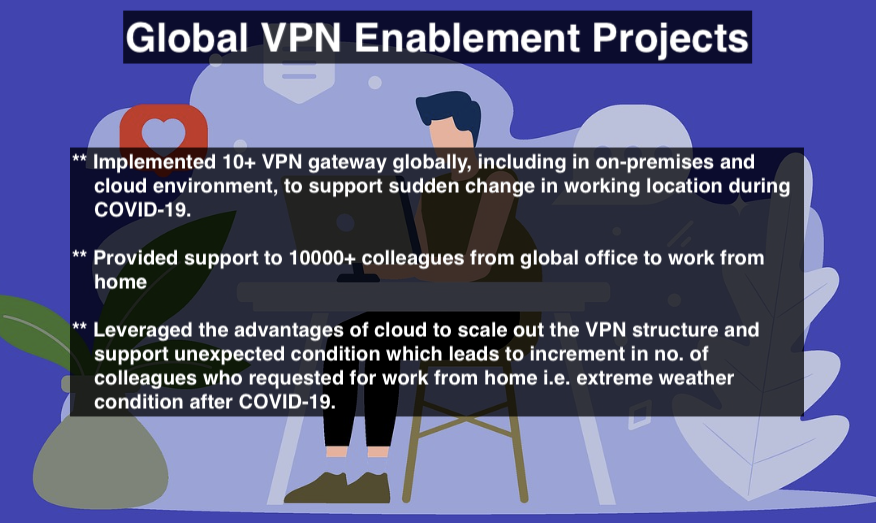 Global VPN Enablement Projects
** Implemented 10+ VPN gateway globally, including in on-premises and
cloud environment, to support sudden change in working location during
COVID-19.
** Provided support to 10000+ colleagues from global office to work from
home
** Leveraged the advantages of cloud to scale out the VPN structure and
support unexpected condition which leads to increment in no. of
colleagues who requested for work from home i.e. extreme weather
condition after COVID-19.